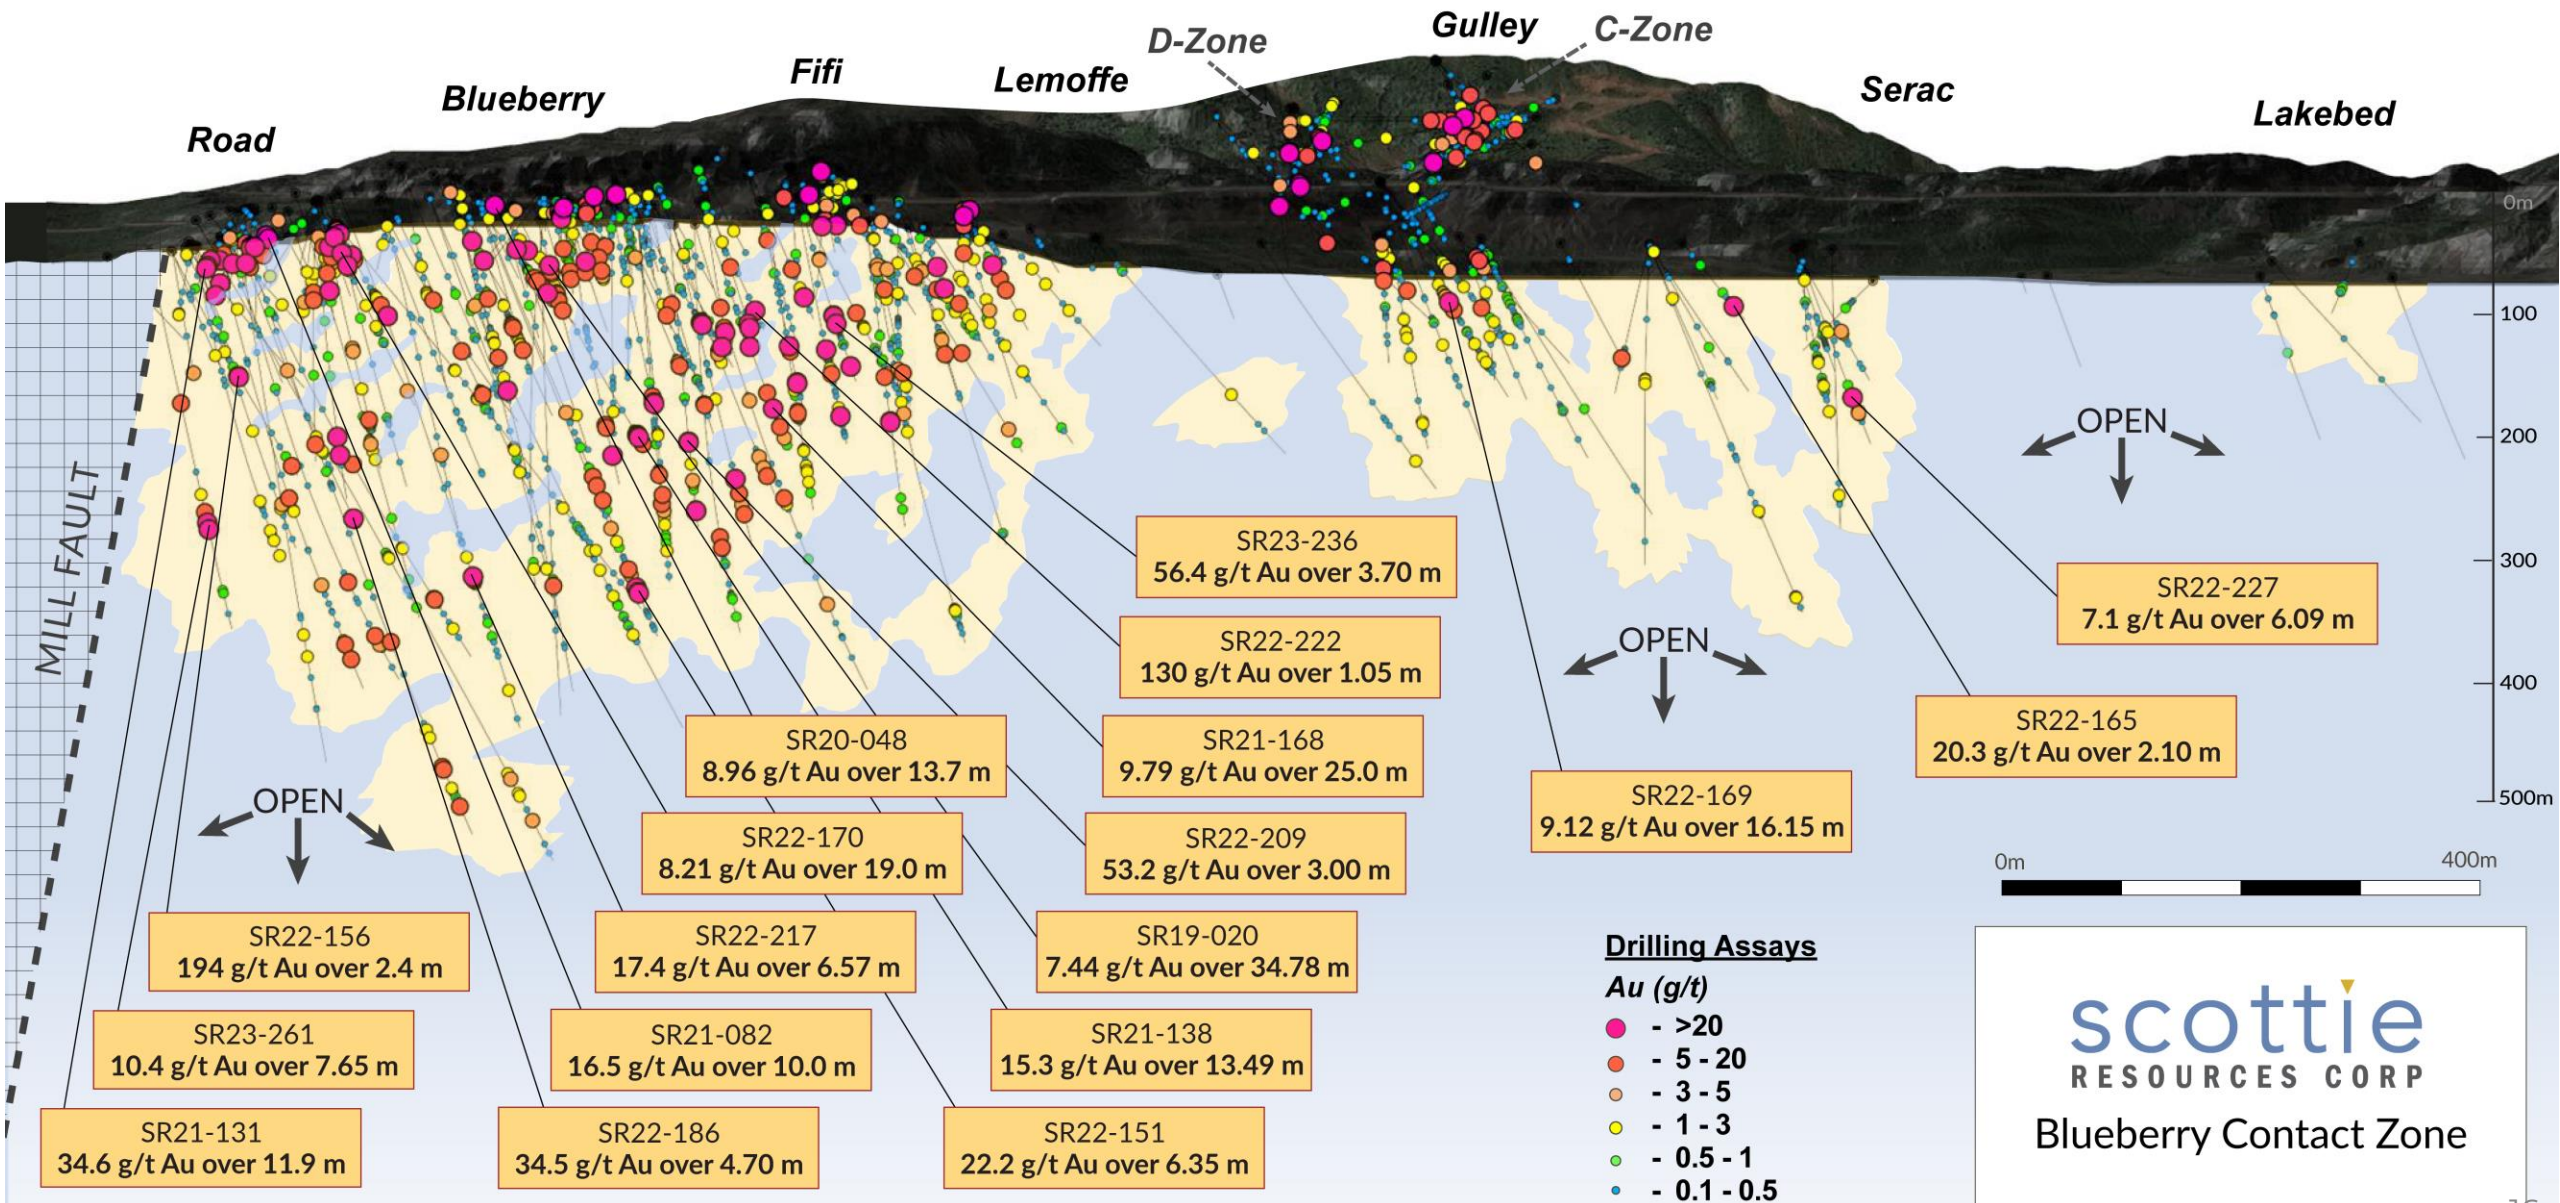 D-Zone
Gulley
C-Zone
Fifi
Lemoffe
Serac
Blueberry
Lakebed
Road
0m
100
200
300
400
500m
MILL FAULT
OPEN
OPEN
OPEN
SR23-236
56.4 g/t Au over 3.70 m
SR22-227
7.1 g/t Au over 6.09 m
SR22-222
130 g/t Au over 1.05 m
SR22-165
20.3 g/t Au over 2.10 m
SR20-048
8.96 g/t Au over 13.7 m
SR21-168
9.79 g/t Au over 25.0 m
SR22-169
9.12 g/t Au over 16.15 m
SR22-170
8.21 g/t Au over 19.0 m
SR22-209
53.2 g/t Au over 3.00 m
SR22-156
194 g/t Au over 2.4 m
SR22-217
17.4 g/t Au over 6.57 m
SR19-020
7.44 g/t Au over 34.78 m
SR23-261
10.4 g/t Au over 7.65 m
SR21-082
16.5 g/t Au over 10.0 m
SR21-138
15.3 g/t Au over 13.49 m
SR21-131
34.6 g/t Au over 11.9 m
SR22-186
34.5 g/t Au over 4.70 m
SR22-151
22.2 g/t Au over 6.35 m
0m 400m
Drilling Assays
Au (g/t)
- >20
- 5 - 20
- 3 - 5
- 1 - 3
- 0.5 - 1
- 0.1 - 0.5
scottie
RESOURCES CORP
Blueberry Contact Zone